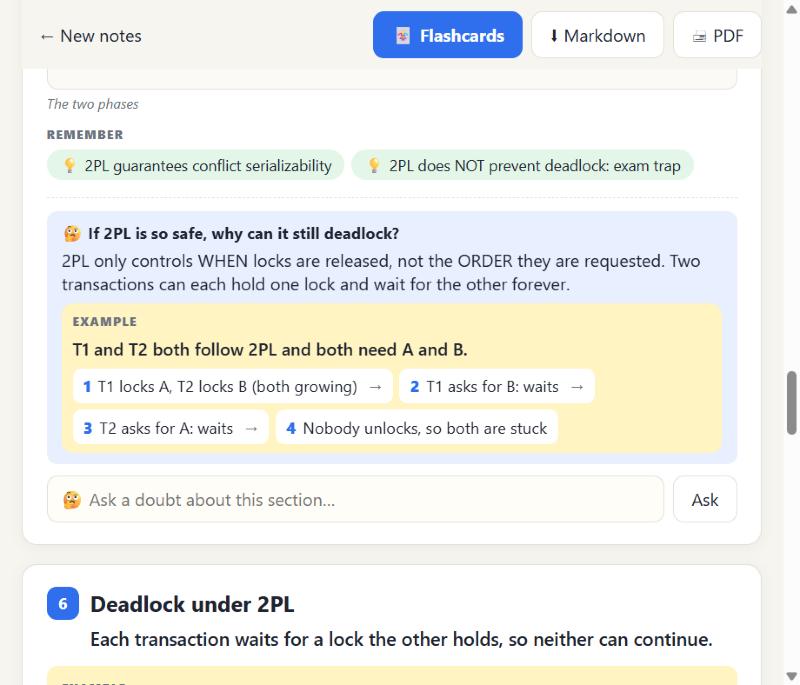 ← New notes
Flashcards
Markdown
PDF
The two phases
REMEMBER
2PL guarantees conflict serializability
2PL does NOT prevent deadlock: exam trap
If 2PL is so safe, why can it still deadlock?
2PL only controls WHEN locks are released, not the ORDER they are requested. Two
transactions can each hold one lock and wait for the other forever.
EXAMPLE
T1 and T2 both follow 2PL and both need A and B.
1 T1 locks A, T2 locks B (both growing) →
2 T1 asks for B: waits →
3 T2 asks for A: waits →
4 Nobody unlocks, so both are stuck
Ask a doubt about this section...
Ask
6 Deadlock under 2PL
Each transaction waits for a lock the other holds, so neither can continue.